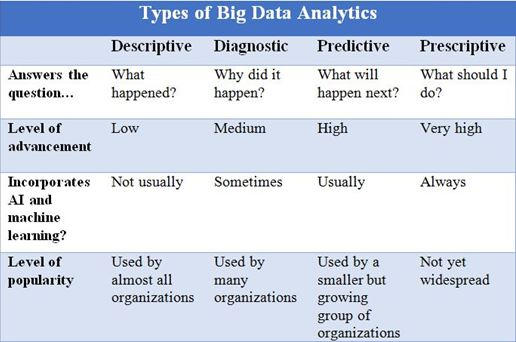 Types of Big Data Analytics
Descriptive Diagnostic Predictive Prescriptive
Answers the What Why did it What will What should I
question… happened? happen? happen next? do?
Level of Low Medium High Very high
advancement
Incorporates Not usually Sometimes Usually Always
AI and
machine
learning?
Level of Used by Used by Used by a Not yet
popularity almost all many smaller but widespread
organizations organizations growing
group of
organizations